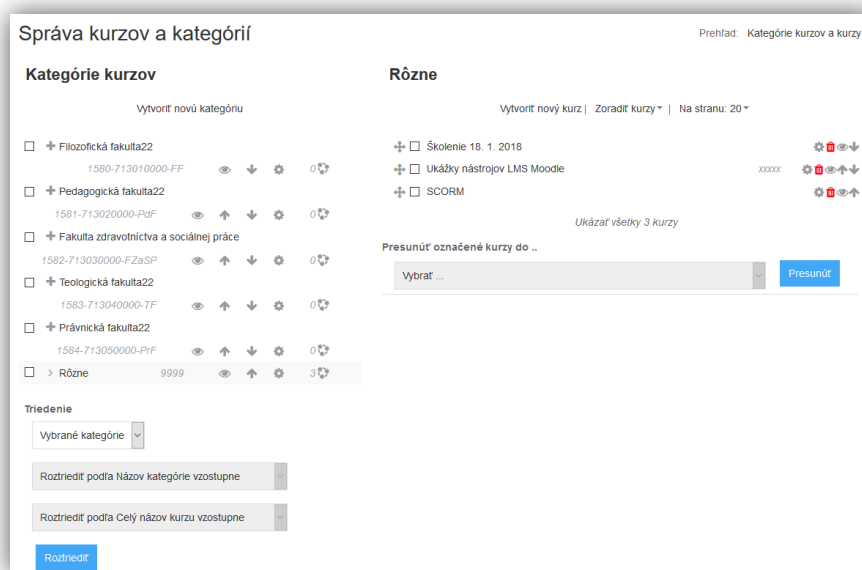 Správa kurzov a kategórií
Prehľad: Kategórie kurzov a kurzy
Kategórie kurzov
Vytvoriť novú kategóriu
Filozofická fakulta22
1580-713010000-FF 0
Pedagogická fakulta22
1581-713020000-PdF 0
Fakulta zdravotníctva a sociálnej práce
1582-713030000-FZaSP 0
Teologická fakulta22
1583-713040000-TF 0
Právnická fakulta22
1584-713050000-PrF 0
Rôzne 9999 3
Triedenie
Vybrané kategórie
Roztriediť podľa Názov kategórie vzostupne
Roztriediť podľa Celý názov kurzu vzostupne
Roztriediť
Rôzne
Vytvoriť nový kurz | Zoradiť kurzy | Na stranu: 20
Školenie 18. 1. 2018
Ukážky nástrojov LMS Moodle xxxxx
SCORM
Ukázať všetky 3 kurzy
Presunúť označené kurzy do ..
Vybrať ...
Presunúť